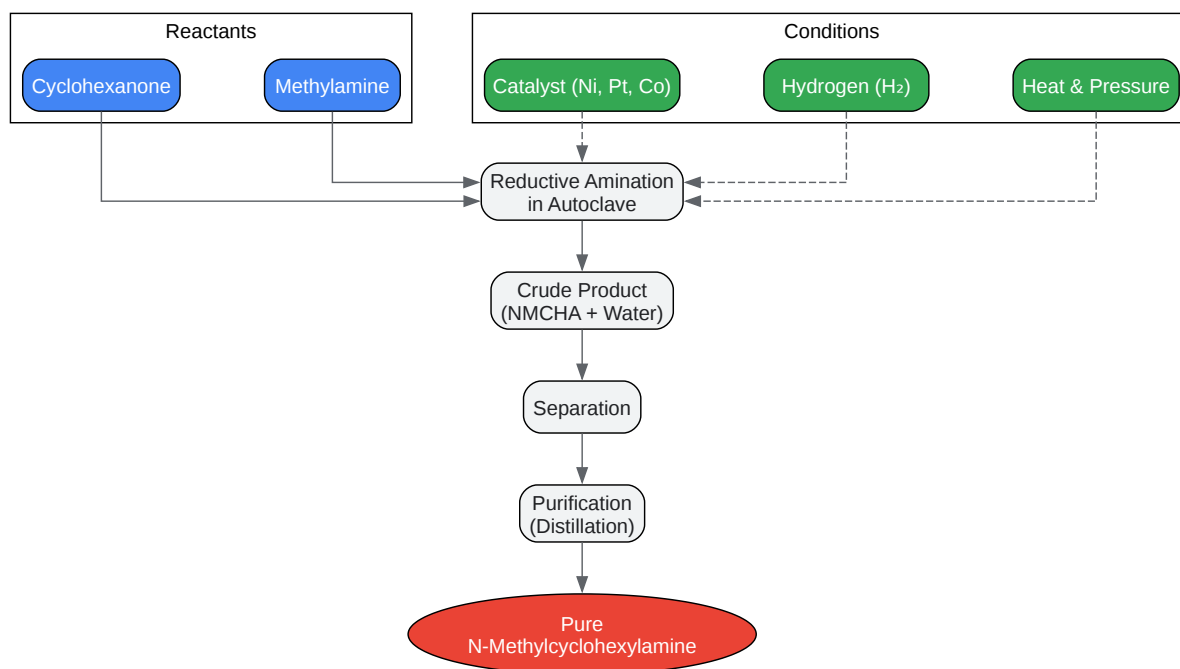 Reactants
Conditions
Cyclohexanone
Methylamine
Catalyst (Ni, Pt, Co)
Hydrogen (H₂)
Heat & Pressure
Reductive Amination
in Autoclave
Crude Product
(NMCHA + Water)
Separation
Purification
(Distillation)
Pure
N-Methylcyclohexylamine